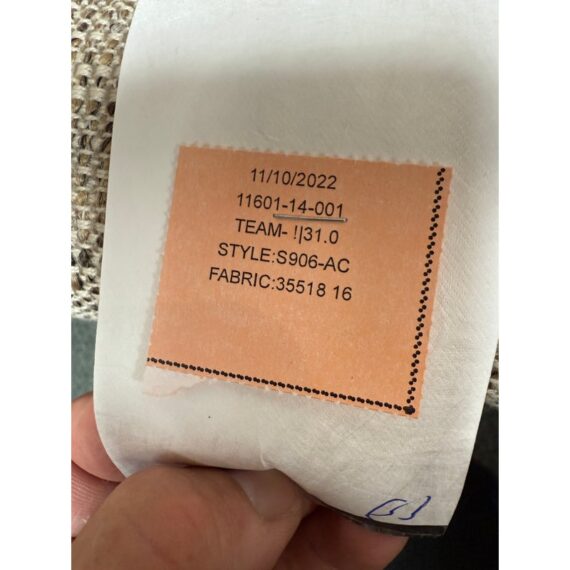 11/10/2022
11601-14-001
TEAM- !|31.0
STYLE:S906-AC
FABRIC:35518 16